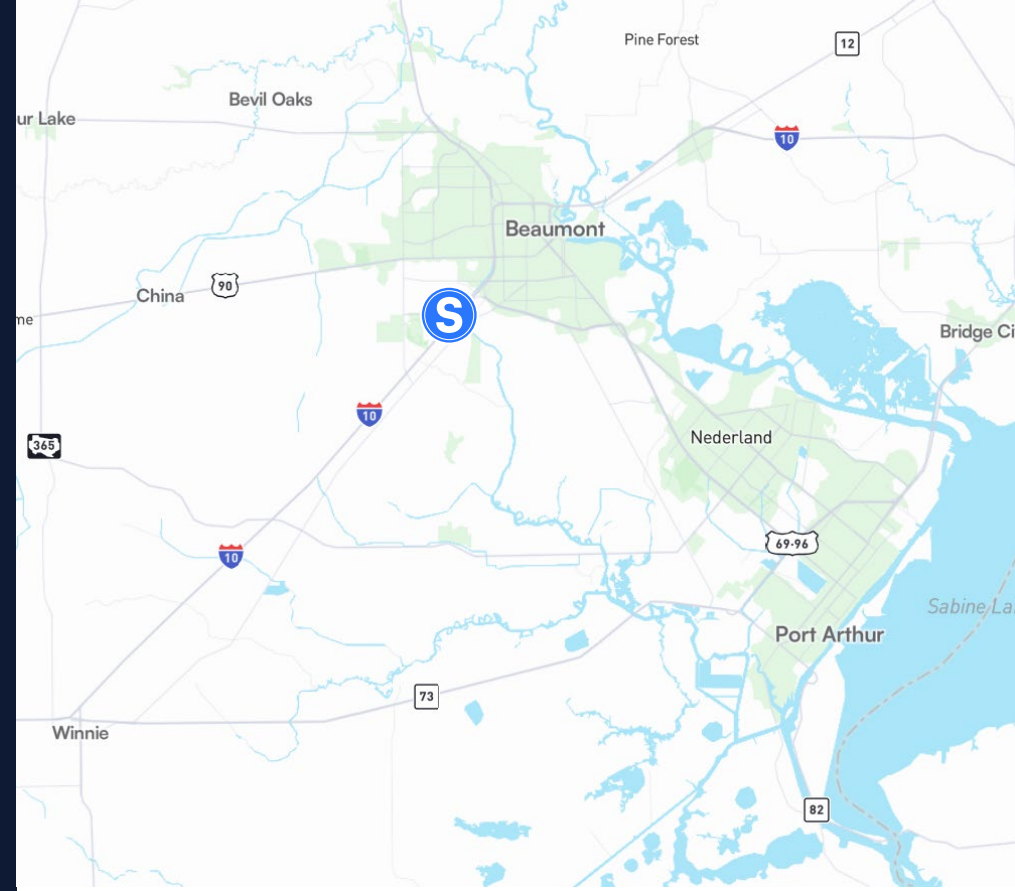 Pine Forest
12
Bevil Oaks
ur Lake
10
Beaumont
90
China
S
me
Bridge Ci
10
365
Nederland
69-96
10
Sabine La
Port Arthur
73
Winnie
82